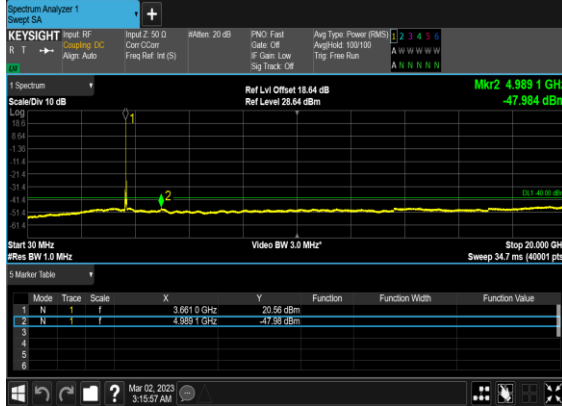 Spectrum Analyzer 1
Swept SA
+
KEYSIGHT
R T
LXI
Input: RF
Coupling: DC
Align: Auto
Input Z: 50 Ω
Corr CCorr
Freq Ref: Int (S)
#Atten: 20 dB
PNO: Fast
Gate: Off
IF Gain: Low
Sig Track: Off
Avg Type: Power (RMS)
Avg|Hold: 100/100
Trig: Free Run
1 2 3 4 5 6
A W W W W W
A N N N N N
1 Spectrum
Scale/Div 10 dB
Ref Lvl Offset 18.64 dB
Ref Level 28.64 dBm
Mkr2 4.989 1 GHz
-47.984 dBm
Log
18.6
8.64
-1.36
-11.4
-21.4
-31.4
-41.4
-51.4
-61.4
1
2
Start 30 MHz
#Res BW 1.0 MHz
Video BW 3.0 MHz*
Stop 20.000 GH
Sweep 34.7 ms (40001 pts
5 Marker Table
Mode Trace Scale X Y Function Function Width Function Value
1 N 1 f 3.661 0 GHz 20.56 dBm
2 N 1 f 4.989 1 GHz -47.98 dBm
3
4
5
6
?
Mar 02, 2023
3:15:57 AM